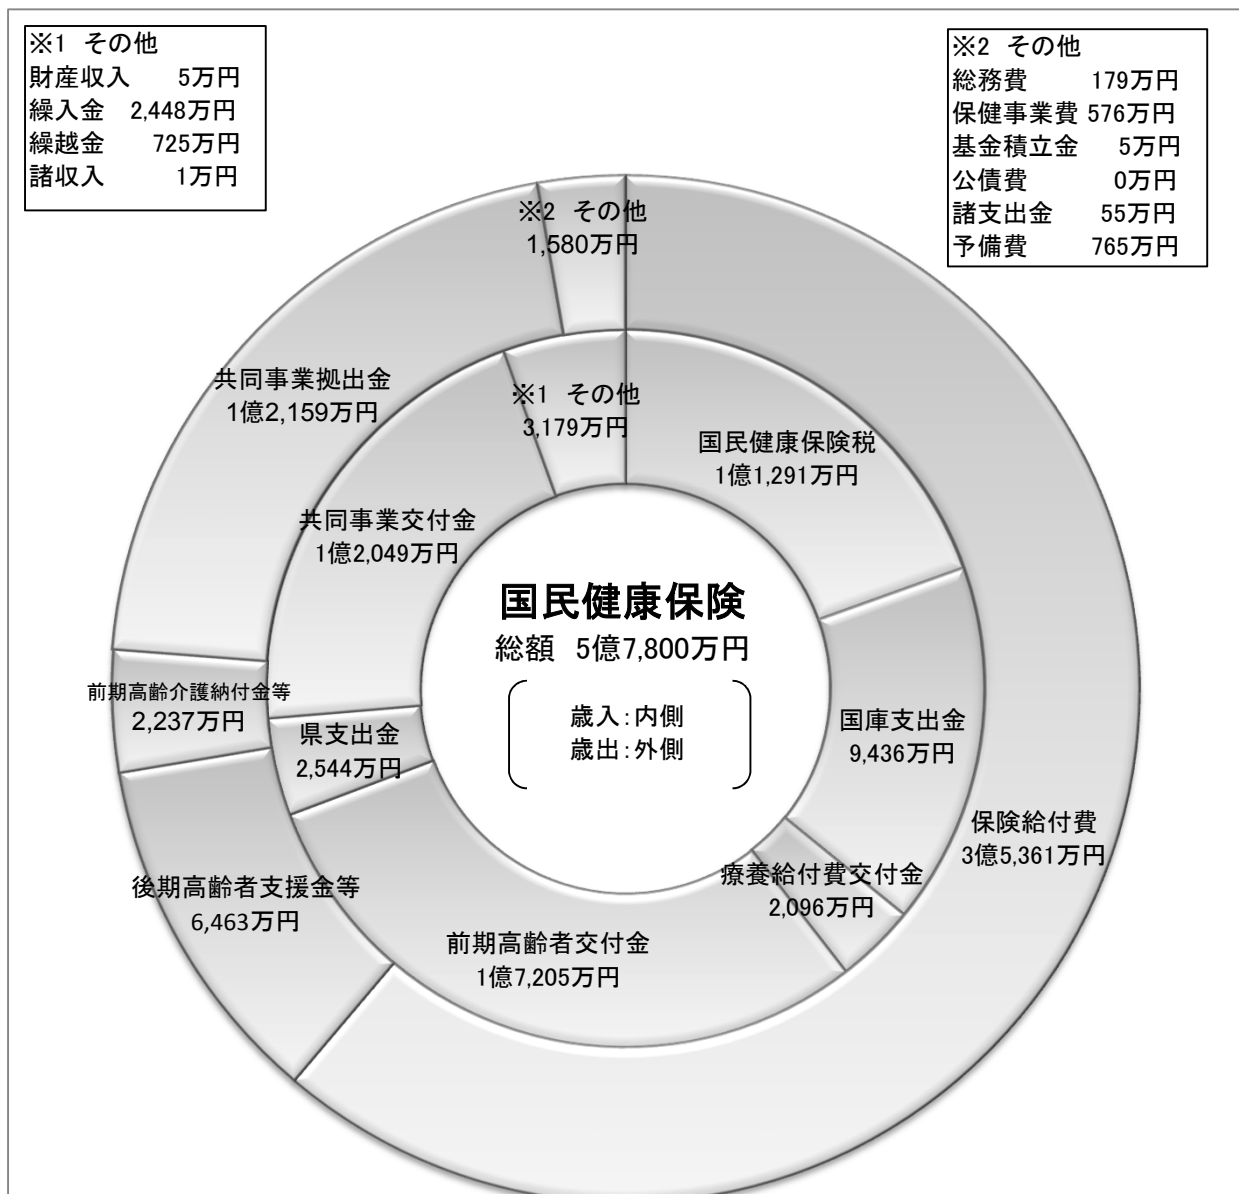 ※1 その他
財産収入 5万円
繰入金 2,448万円
繰越金 725万円
諸収入 1万円
※2 その他
総務費 179万円
保健事業費 576万円
基金積立金 5万円
公債費 0万円
諸支出金 55万円
予備費 765万円
※2 その他
1,580万円
共同事業拠出金
1億2,159万円
※1 その他
3,179万円
国民健康保険税
1億1,291万円
共同事業交付金
1億2,049万円
国民健康保険
総額 5億7,800万円
歳入：内側
歳出：外側
前期高齢介護納付金等
2,237万円
県支出金
2,544万円
国庫支出金
9,436万円
保険給付費
3億5,361万円
療養給付費交付金
2,096万円
後期高齢者支援金等
6,463万円
前期高齢者交付金
1億7,205万円